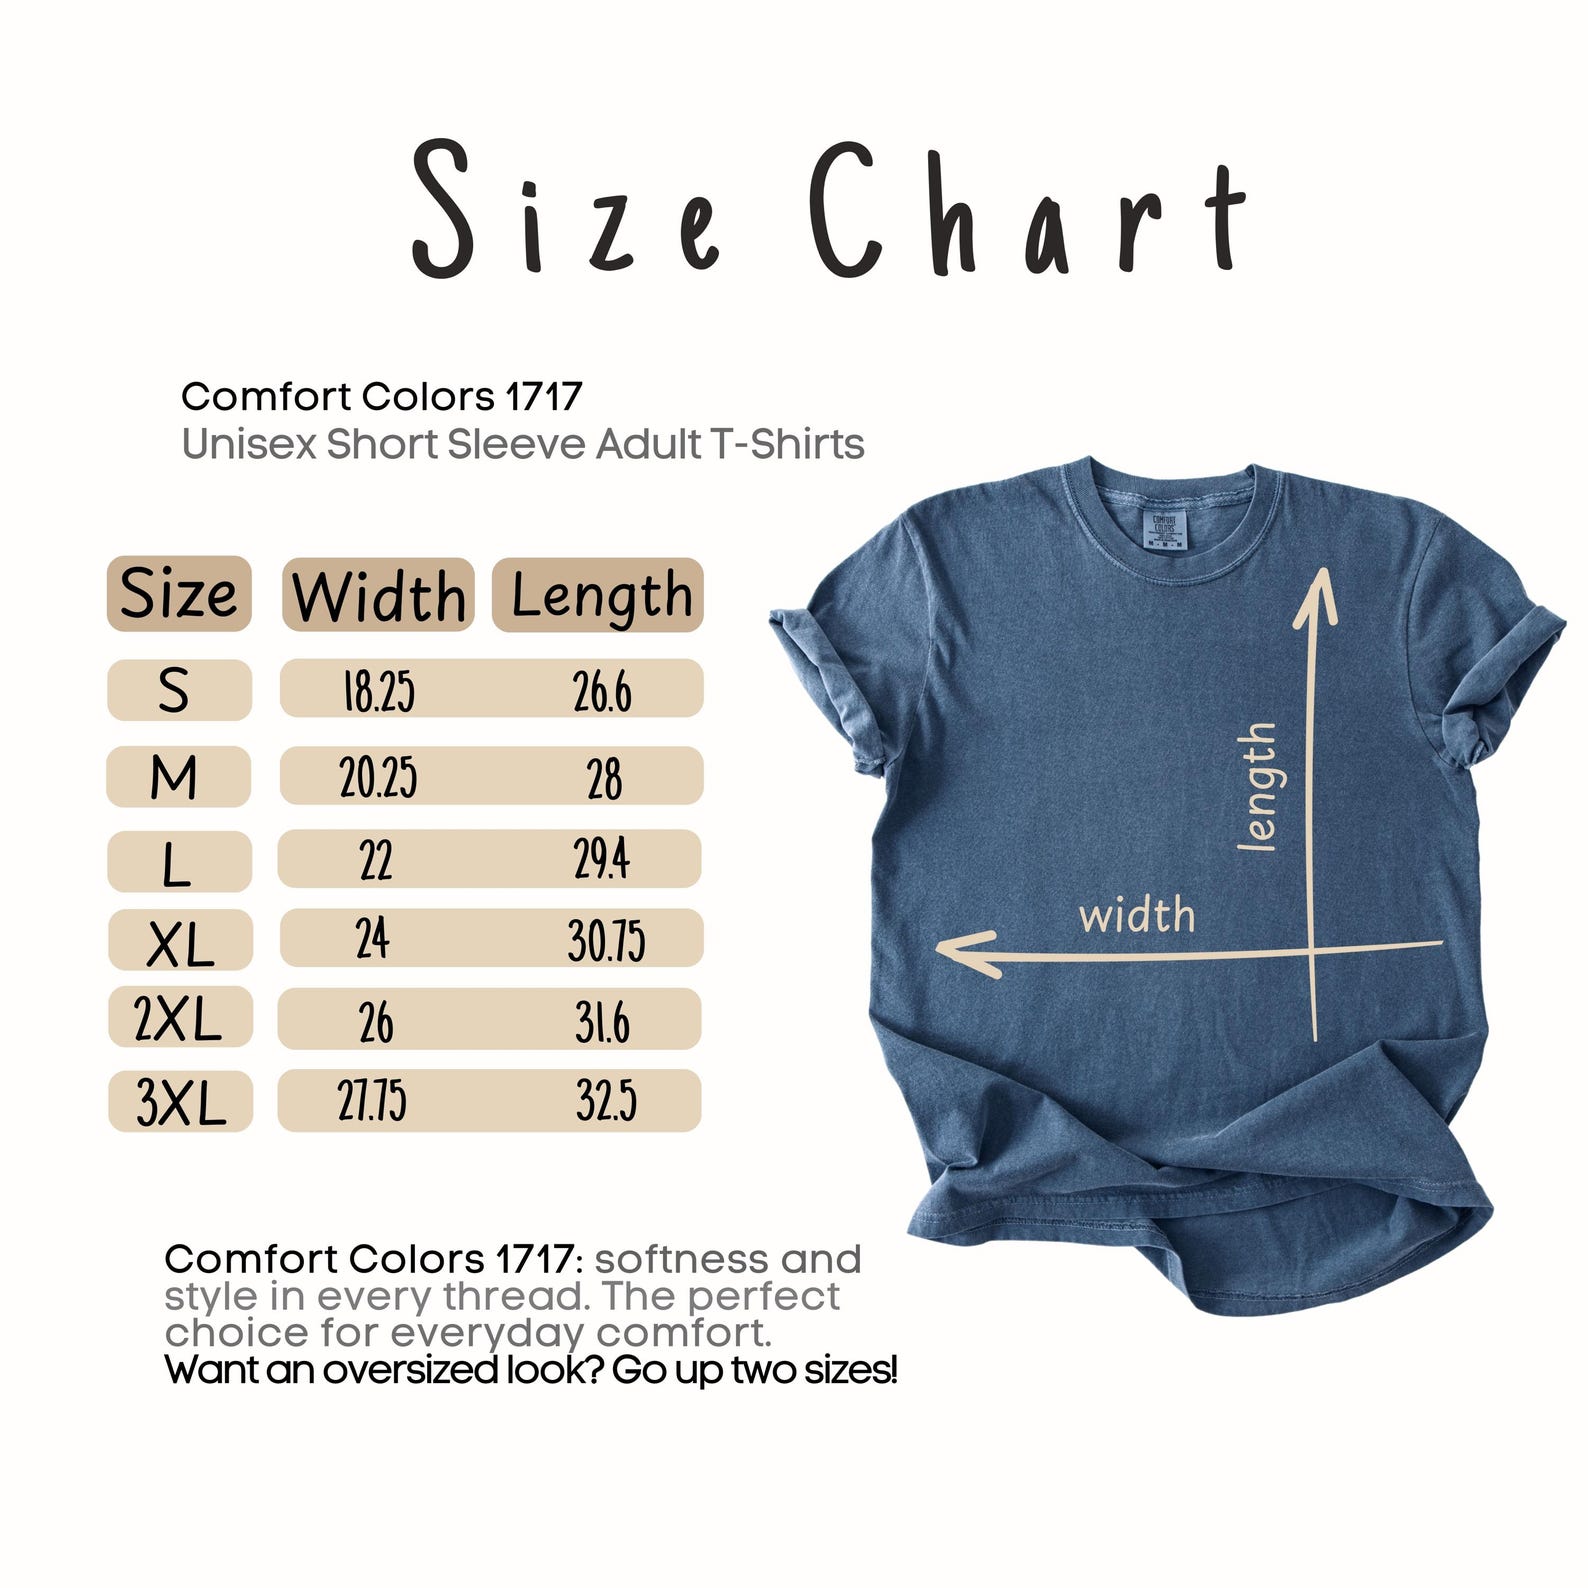 Size Chart
Comfort Colors 1717
Unisex Short Sleeve Adult T-Shirts
Size Width Length
S 18.25 26.6
M 20.25 28
L 22 29.4
XL 24 30.75
2XL 26 31.6
3XL 27.75 32.5
COMFORT
COLORS
M - M - M
length
width
Comfort Colors 1717: softness and
style in every thread. The perfect
choice for everyday comfort.
Want an oversized look? Go up two sizes!